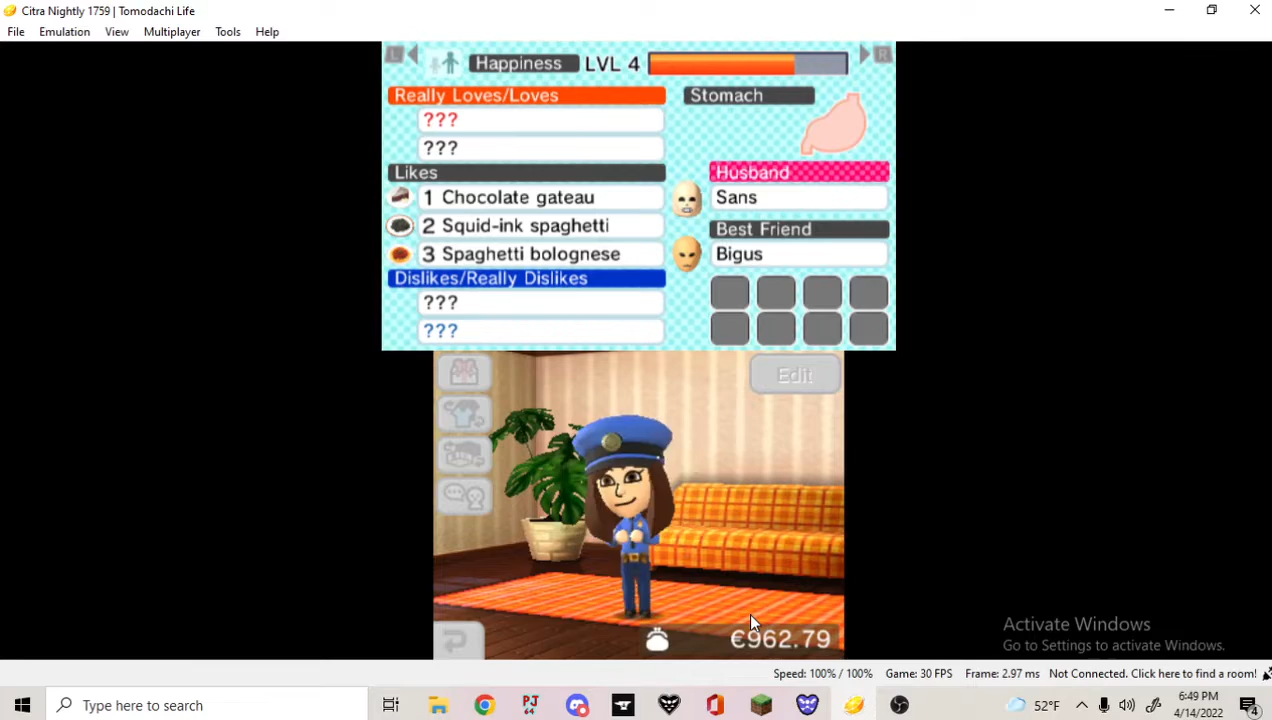 Citra Nightly 1759 | Tomodachi Life
File Emulation View Multiplayer Tools Help
L Happiness LVL 4 R
Really Loves/Loves
???
???
Likes
1 Chocolate gateau
2 Squid-ink spaghetti
3 Spaghetti bolognese
Dislikes/Really Dislikes
???
???
Stomach
Husband
Sans
Best Friend
Bigus
Edit
€962.79
Activate Windows
Go to Settings to activate Windows.
Speed: 100% / 100% Game: 30 FPS Frame: 2.97 ms Not Connected. Click here to find a room!
Type here to search
PJ
64
52°F
6:49 PM
4/14/2022
4